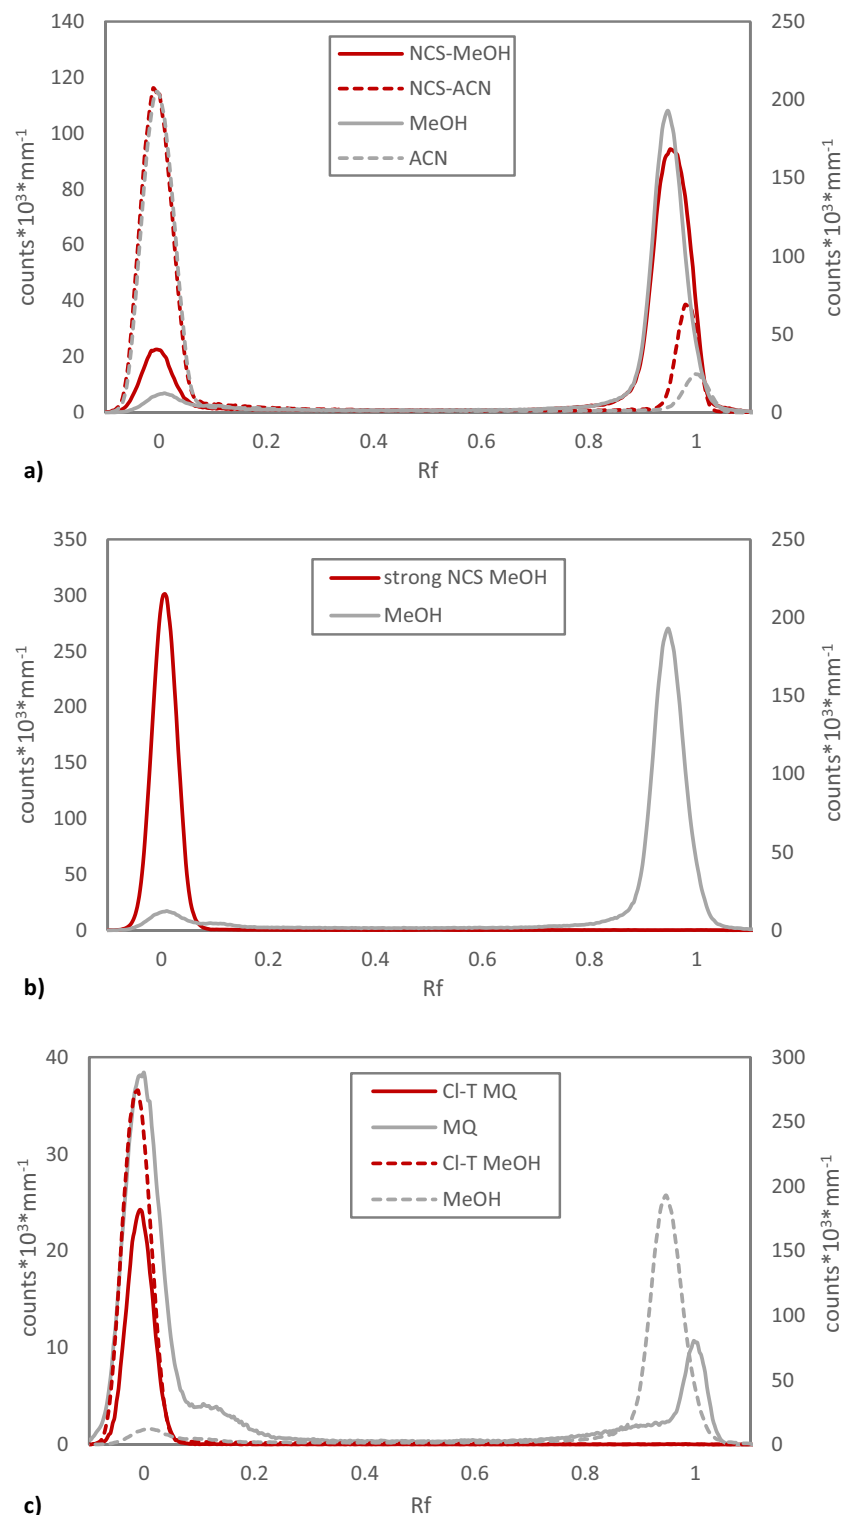 140
120
100
80
60
40
20
0
counts*10³*mm⁻¹
250
200
150
100
50
0
counts*10³*mm⁻¹
NCS-MeOH
NCS-ACN
MeOH
ACN
0 0.2 0.4 0.6 0.8 1
Rf
a)
350
300
250
200
150
100
50
0
counts*10³*mm⁻¹
250
200
150
100
50
0
counts*10³*mm⁻¹
strong NCS MeOH
MeOH
0 0.2 0.4 0.6 0.8 1
Rf
b)
40
30
20
10
0
counts*10³*mm⁻¹
300
250
200
150
100
50
0
counts*10³*mm⁻¹
Cl-T MQ
MQ
Cl-T MeOH
MeOH
0 0.2 0.4 0.6 0.8 1
Rf
c)